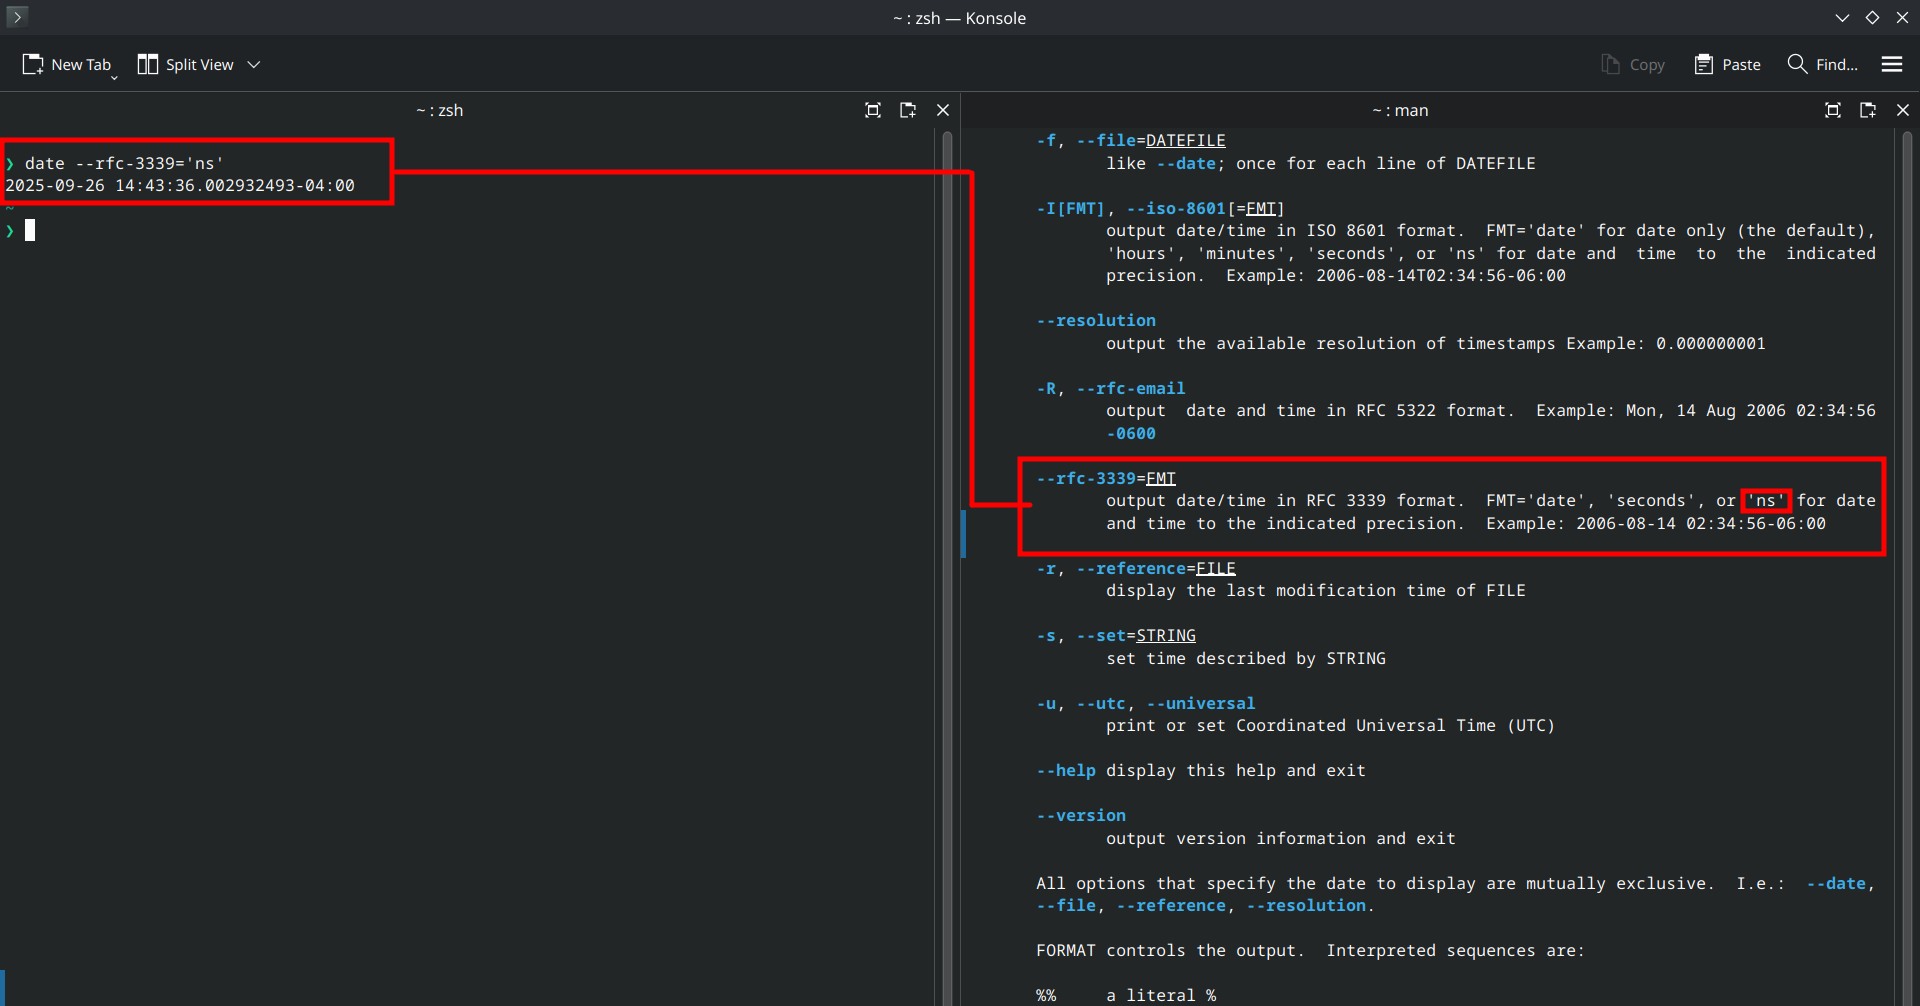 ~ : zsh — Konsole
New Tab
Split View
Copy
Paste
Find...
~ : zsh
❯ date --rfc-3339='ns'
2025-09-26 14:43:36.002932493-04:00
~
❯
~ : man
-f, --file=DATEFILE
like --date; once for each line of DATEFILE
-I[FMT], --iso-8601[=FMT]
output date/time in ISO 8601 format.  FMT='date' for date only (the default),
'hours', 'minutes', 'seconds', or 'ns' for date and  time  to  the  indicated
precision.  Example: 2006-08-14T02:34:56-06:00
--resolution
output the available resolution of timestamps Example: 0.000000001
-R, --rfc-email
output  date and time in RFC 5322 format.  Example: Mon, 14 Aug 2006 02:34:56
-0600
--rfc-3339=FMT
output date/time in RFC 3339 format.  FMT='date', 'seconds', or 'ns' for date
and time to the indicated precision.  Example: 2006-08-14 02:34:56-06:00
-r, --reference=FILE
display the last modification time of FILE
-s, --set=STRING
set time described by STRING
-u, --utc, --universal
print or set Coordinated Universal Time (UTC)
--help display this help and exit
--version
output version information and exit
All options that specify the date to display are mutually exclusive.  I.e.:  --date,
--file, --reference, --resolution.
FORMAT controls the output.  Interpreted sequences are:
%%     a literal %